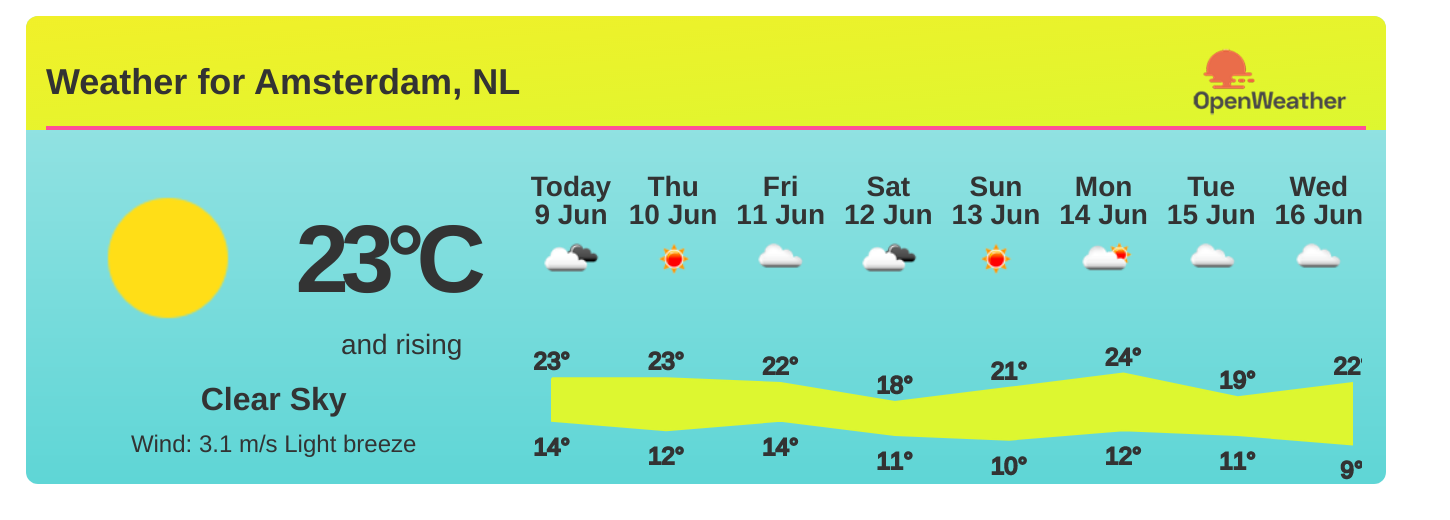 Weather for Amsterdam, NL
OpenWeather
Today Thu Fri Sat Sun Mon Tue Wed
9 Jun 10 Jun 11 Jun 12 Jun 13 Jun 14 Jun 15 Jun 16 Jun
23°C
and rising
Clear Sky
Wind: 3.1 m/s Light breeze
23° 23° 22° 18° 21° 24° 19° 22°
14° 12° 14° 11° 10° 12° 11° 9°